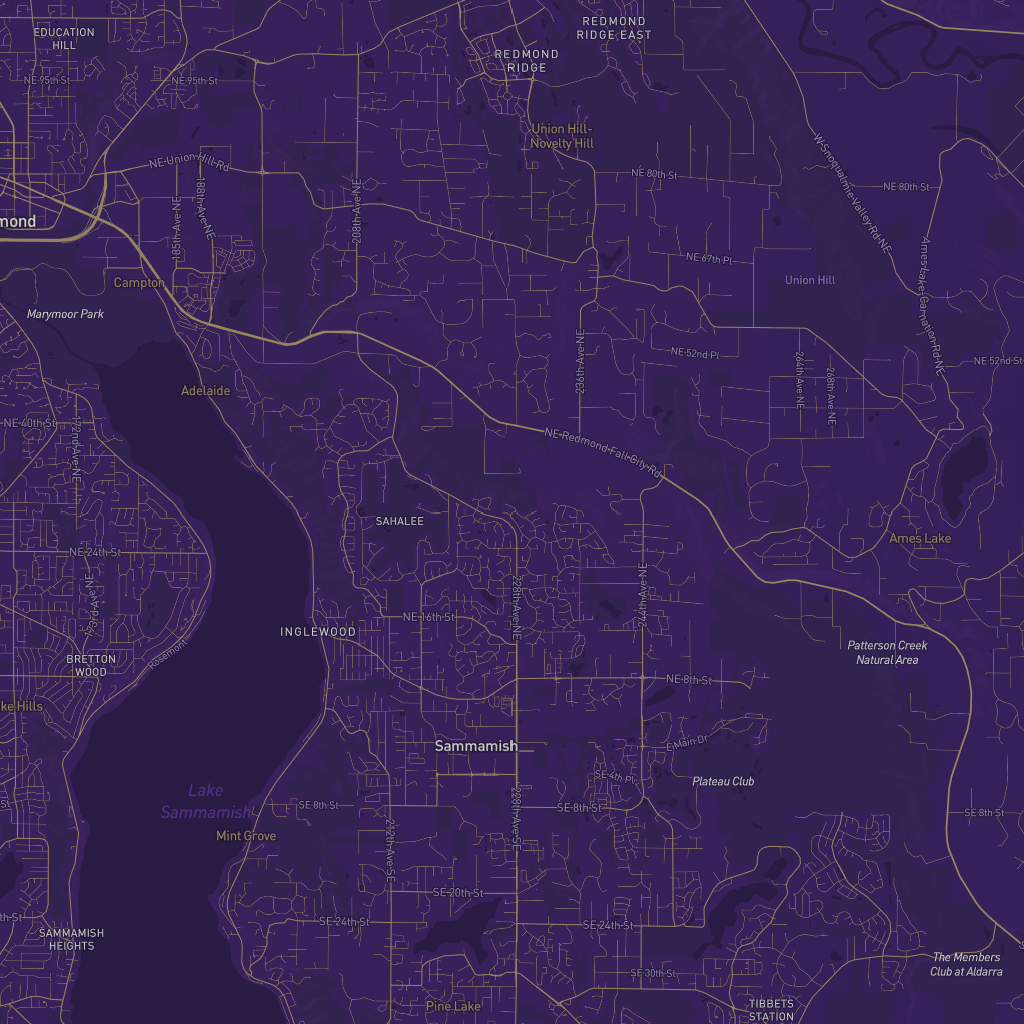 REDMOND
RIDGE EAST
EDUCATION
HILL
REDMOND
RIDGE
NE 95th St
NE 95th St
Union Hill-
Novelty Hill
NE Union Hill Rd
W Snoqualmie Valley Rd NE
NE 80th St
NE 80th St
188th Ave NE
185th Ave NE
208th Ave NE
mond
NE 67th Pl
Ames Lake-Carnation Rd NE
Campton
Union Hill
Marymoor Park
NE 52nd Pl
NE 52nd St
236th Ave NE
264th Ave NE
268th Ave NE
Adelaide
NE 40th St
172nd Ave NE
NE Redmond Fall City Rd
SAHALEE
Ames Lake
NE 24th St
228th Ave NE
244th Ave NE
NE 16th St
INGLEWOOD
Rosemont
Patterson Creek
Natural Area
BRETTON
WOOD
NE 8th St
ke Hills
Sammamish
E Main Dr
SE 4th Pl
Plateau Club
Lake
Sammamish
St
SE 8th St
SE 8th St
SE 8th St
228th Ave SE
212th Ave SE
Mint Grove
SE 20th St
th St
SE 24th St
SE 24th St
SAMMAMISH
HEIGHTS
The Members
Club at Aldarra
SE 30th St
Pine Lake
TIBBETS
STATION